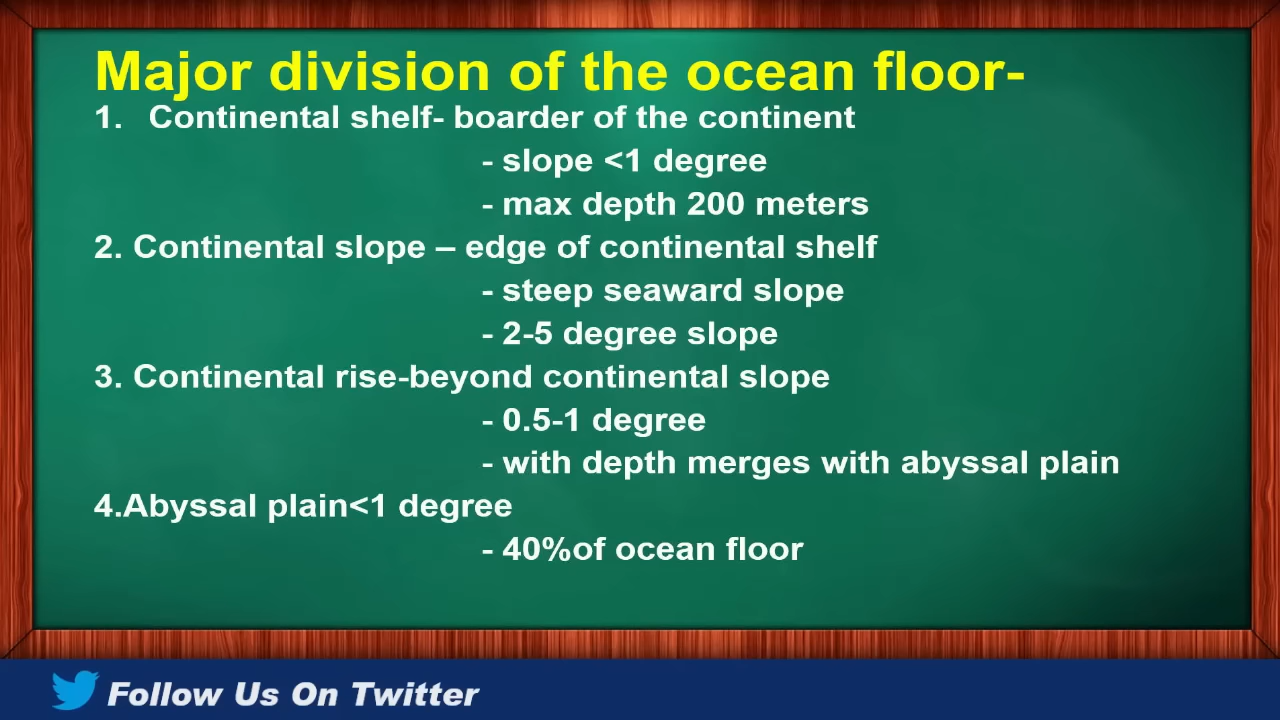 Major division of the ocean floor-
1. Continental shelf- boarder of the continent
- slope <1 degree
- max depth 200 meters
2. Continental slope – edge of continental shelf
- steep seaward slope
- 2-5 degree slope
3. Continental rise-beyond continental slope
- 0.5-1 degree
- with depth merges with abyssal plain
4.Abyssal plain<1 degree
- 40%of ocean floor
Follow Us On Twitter